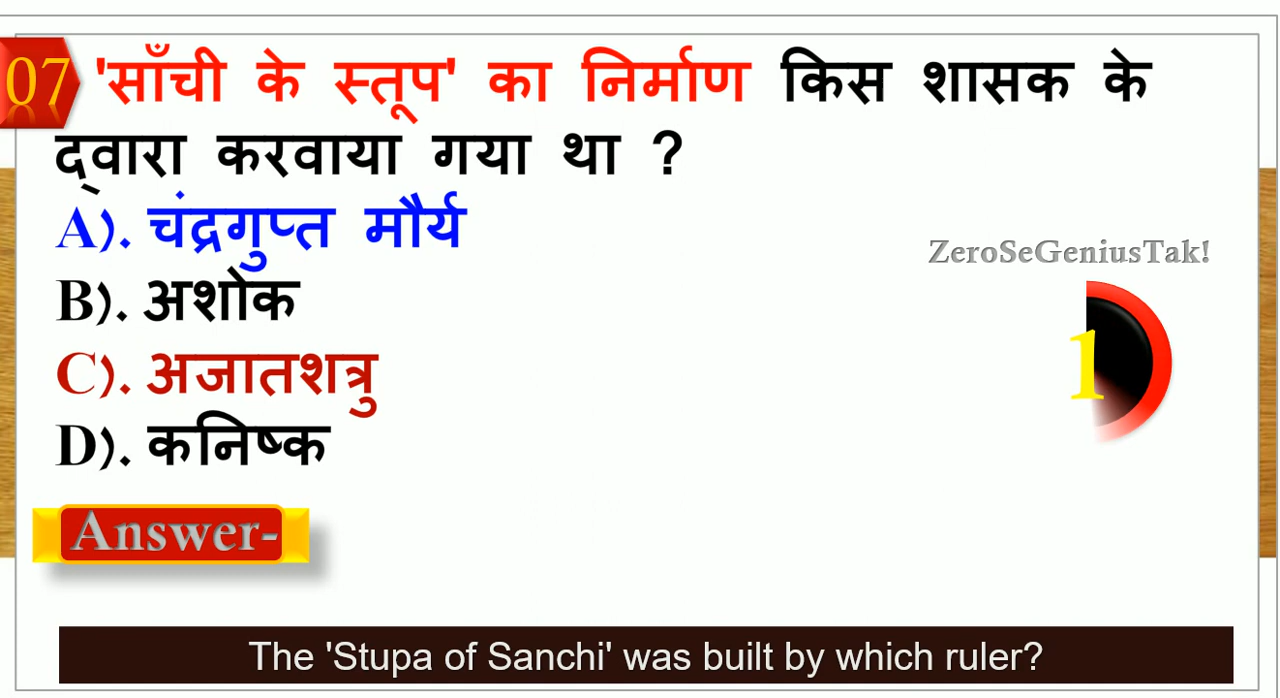 07 'साँची के स्तूप' का निर्माण किस शासक के
द्वारा करवाया गया था ?
A). चंद्रगुप्त मौर्य
ZeroSeGeniusTak!
B). अशोक
1
C). अजातशत्रु
D). कनिष्क
Answer-
The 'Stupa of Sanchi' was built by which ruler?